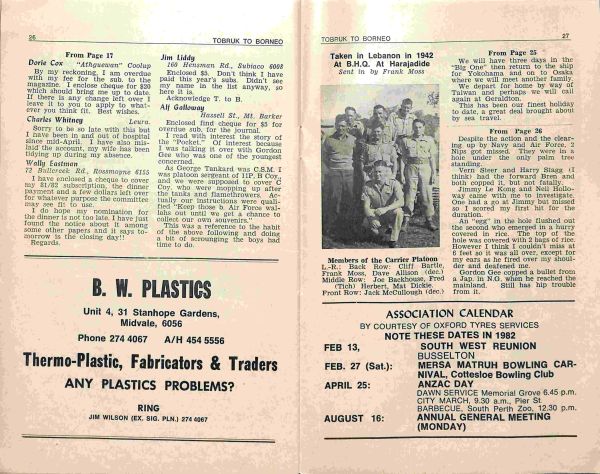 26
TOBRUK TO BORNEO
From Page 17
Dorie Cox "Athguewan" Coolup
By my reckoning, I am overdue
with my fee for the sub. to the
magazine. I enclose cheque for $20
which should bring me up to date.
If there is any change left over I
leave it to you to apply to what-
ever you think fit. Best wishes.
Charles Whitney Leura.
Sorry to be so late with this but
I have been in and out of hospital
since mid-April. I have also mis-
laid the account, my wife has been
tidying up during my absence.
Wally Eastman
72 Bullcreek Rd., Rossmoyne 6155
I have enclosed a cheque to cover
my 81/82 subscription, the dinner
payment and a few dollars left over
for whatever purpose the committee
may see fit to use.
I do hope my nomination for
the dinner is not too late. I have just
found the notice about it among
some other papers and it says to-
morrow is the closing day!!
Regards.
Jim Liddy
160 Hensman Rd., Subiaco 6008
Enclosed $5. Don't think I have
paid this year's subs. Didn't see
my name in the list anyway, so
here it is.
Acknowledge T. to B.
Alf Galloway
Hassell St., Mt. Barker
Enclosed find cheque for $5 for
overdue sub. for the journal.
I read with interest the story of
the "Pocket." Of interest because
I was talking to him with Gordon
Gee who was one of the youngest
concerned.
As George Tankard was C.S.M. I
was platoon sergeant of 11P, B Coy.,
and we were supposed to cover C
Coy, who were mopping up after
the tanks and flamethrowers. Ac-
tually our instructions were quali-
fied "Keep those b. Air Force wal-
lahs out until we get a chance to
collect our own souvenirs."
This was a reference to the habit
of the above following and doing
a bit of scrounging the boys had
time to do.
B. W. PLASTICS
Unit 4, 31 Stanhope Gardens,
Midvale, 6056
Phone 274 4067 A/H 454 5556
Thermo-Plastic, Fabricators & Traders
ANY PLASTICS PROBLEMS?
RING
JIM WILSON (EX. SIG. PLN.) 274 4067
TOBRUK TO BORNEO
27
Taken in Lebanon in 1942
At B.H.Q. At Harajadide
Sent in by Frank Moss
Members of the Carrier Platoon
L.-R.: Back Row: Cliff Bartle,
Frank Moss, Dave Allison (dec.)
Middle Row: Joe Backhouse, Fred
(Tich) Herbert, Mat Dickie.
Front Row: Jack McCullough (dec.)
From Page 25
We will have three days in the
"Big One" then return to the ship
for Yokohama and on to Osaka
where we will meet another family.
We depart for home by way of
Taiwan and perhaps we will call
again at Geraldton.
This has been our finest holiday
to date, a great deal brought about
by sea travel.
From Page 26
Despite the action and the clear-
ing up by Navy and Air Force, 2
Nips got missed. They were in a
hole under the only palm tree
standing.
Vern Steer and Harry Stagg (I
think) had the forward Bren and
both copped it, but not fatally.
Jimmy Le Kong and Neil Hollo-
way came with me to investigate.
One had a go at Jimmy but missed
so I scored my first hit for the
duration.
An "egg" in the hole flushed out
the second who emerged in a hurry
covered in rice. The top of the
hole was covered with 2 bags of rice.
However I think I couldn't miss at
6 feet so it was all over, except for
my ears as he fired over my shoul-
der and deafened me.
Gordon Gee copped a bullet from
a Jap. in N.G. when he reached the
mainland. Still has hip trouble
from it.
ASSOCIATION CALENDAR
BY COURTESY OF OXFORD TYRES SERVICES
NOTE THESE DATES IN 1982
FEB 13, SOUTH WEST REUNION
BUSSELTON
FEB. 27 (Sat.): MERSA MATRUH BOWLING CAR-
NIVAL, Cottesloe Bowling Club
APRIL 25: ANZAC DAY
DAWN SERVICE Memorial Grove 6.45 p.m.
CITY MARCH, 9.30 a.m., Pier St
BARBECUE, South Perth Zoo, 12.30 p.m.
AUGUST 16: ANNUAL GENERAL MEETING
(MONDAY)